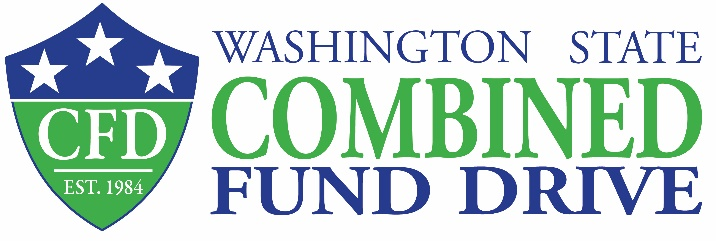 CFD
EST. 1984
WASHINGTON STATE
COMBINED
FUND DRIVE